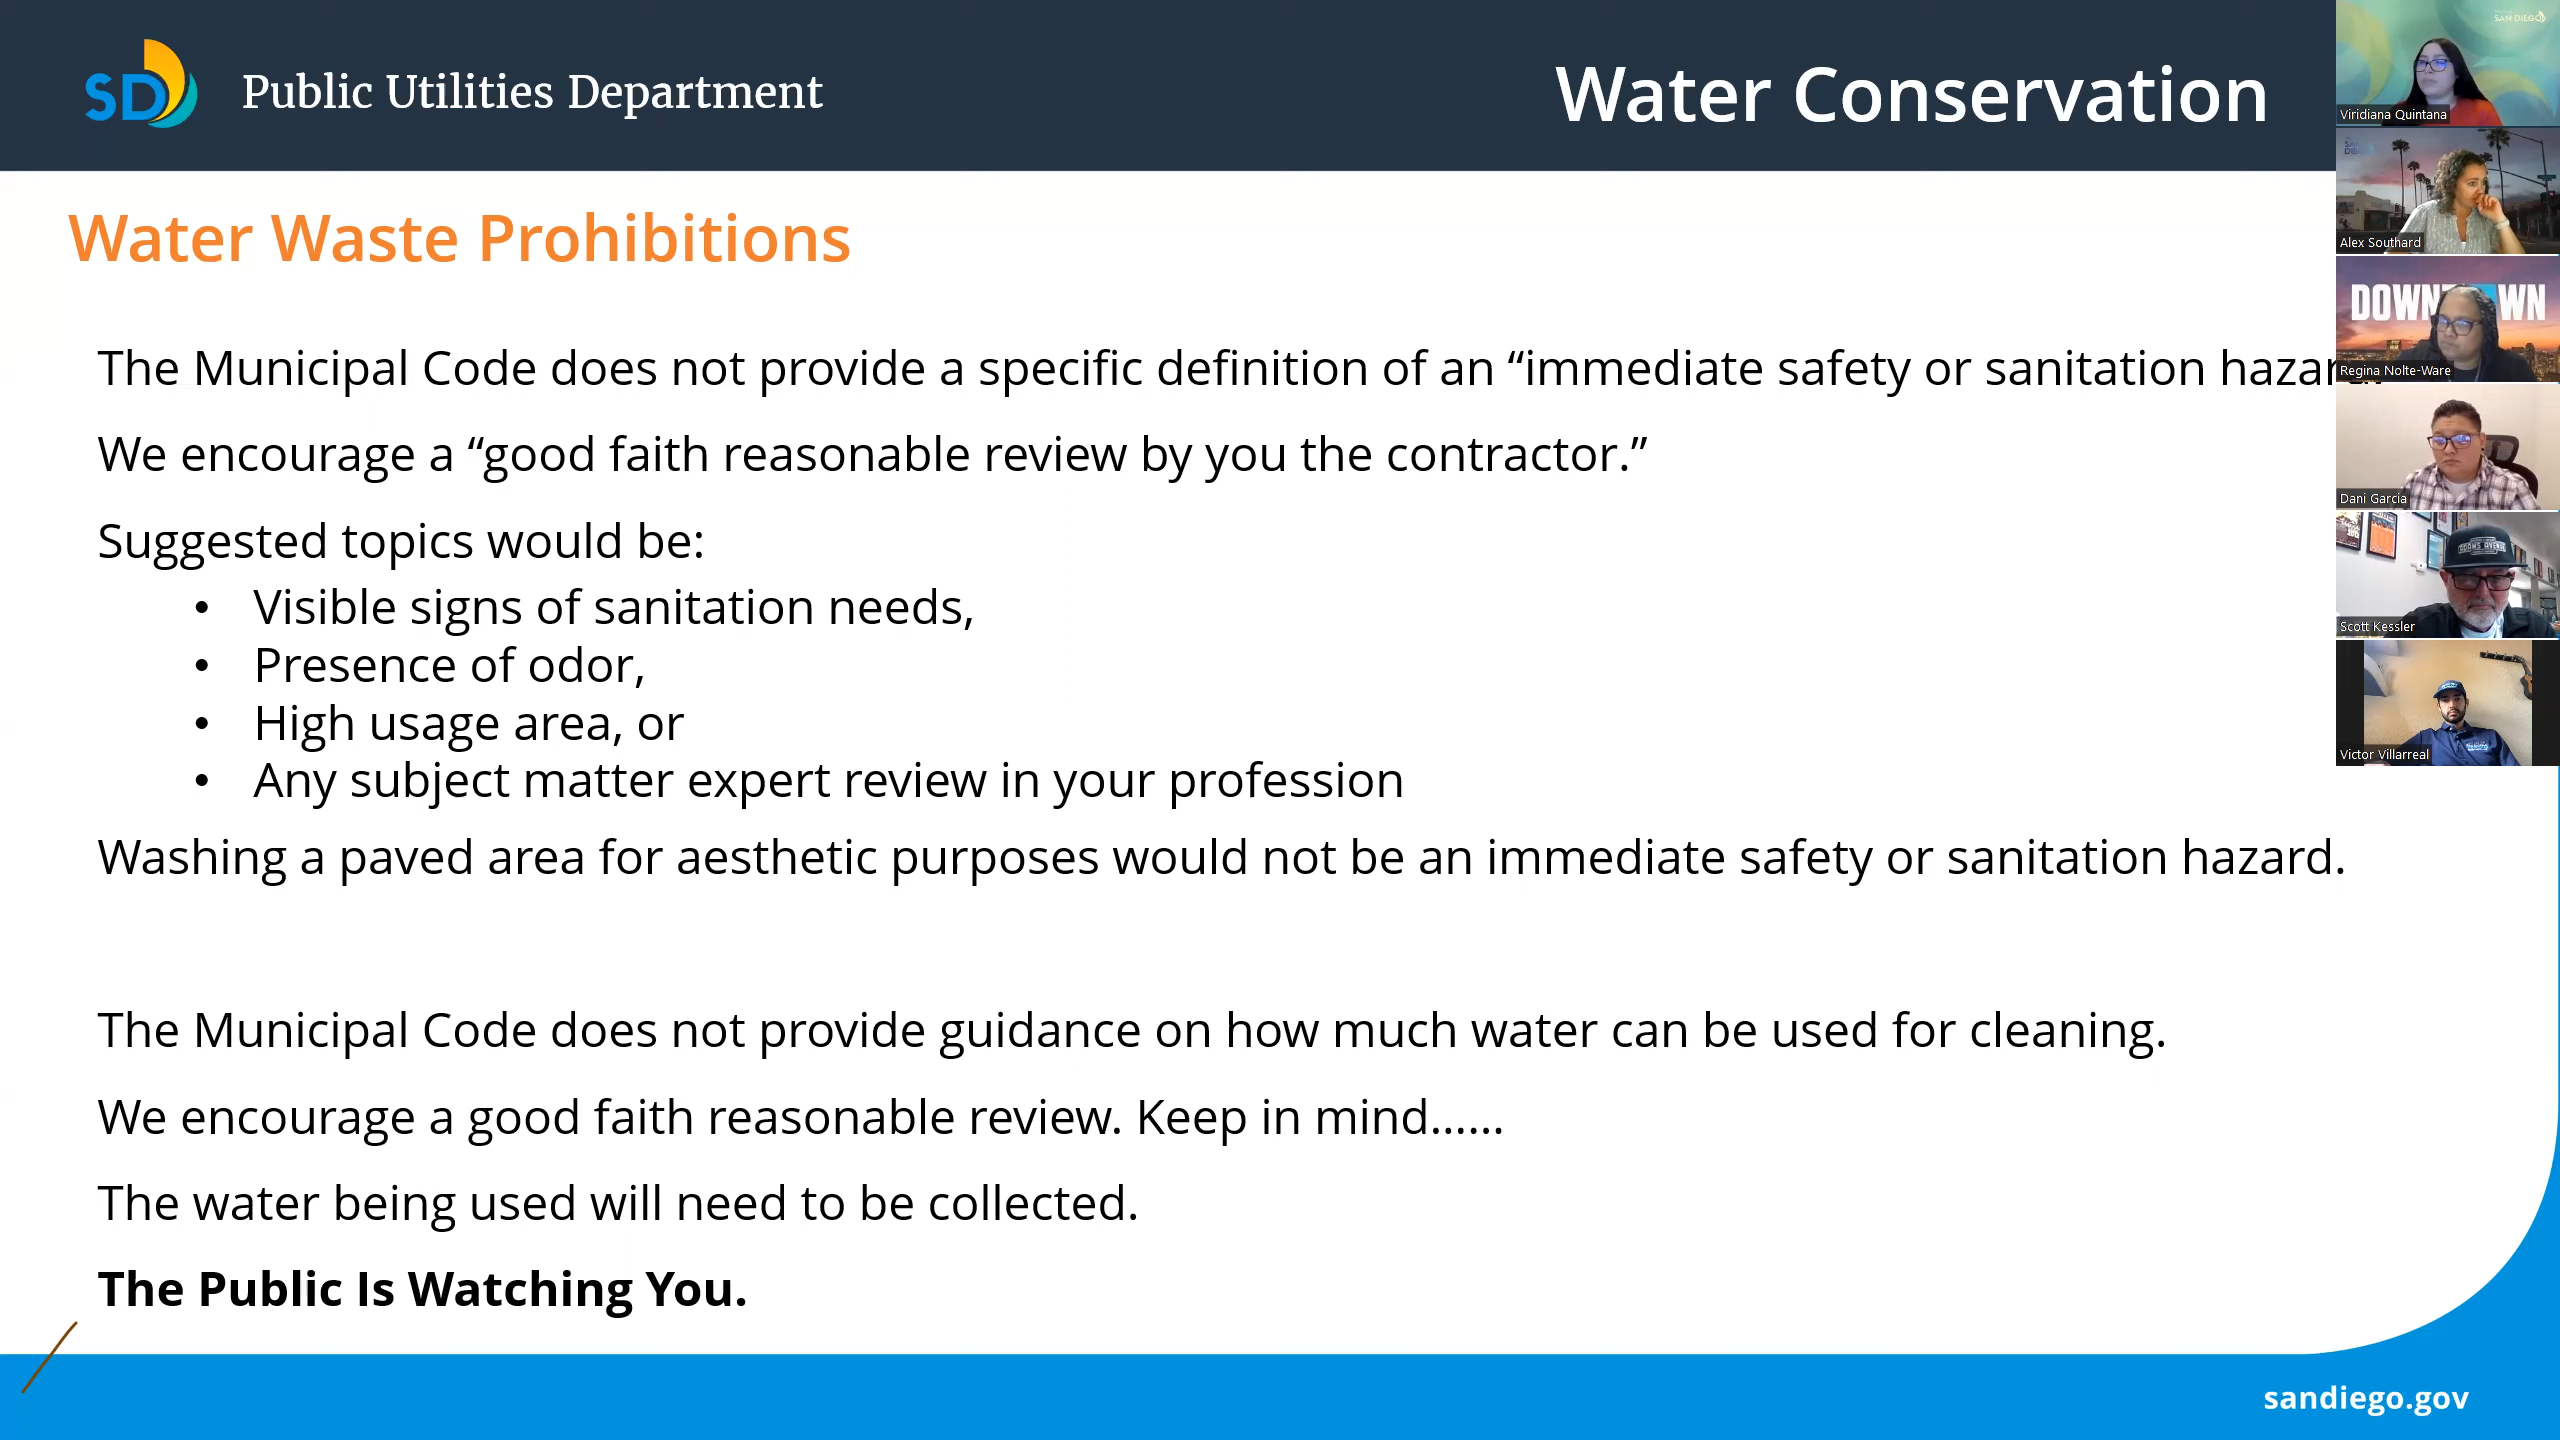 SD
Public Utilities Department
Water Conservation
Water Waste Prohibitions
The Municipal Code does not provide a specific definition of an “immediate safety or sanitation hazar
We encourage a “good faith reasonable review by you the contractor.”
Suggested topics would be:
• Visible signs of sanitation needs,
• Presence of odor,
• High usage area, or
• Any subject matter expert review in your profession
Washing a paved area for aesthetic purposes would not be an immediate safety or sanitation hazard.
The Municipal Code does not provide guidance on how much water can be used for cleaning.
We encourage a good faith reasonable review. Keep in mind……
The water being used will need to be collected.
The Public Is Watching You.
sandiego.gov
SAN DIEGO
Viridiana Quintana
Alex Southard
DOWNT WN
Regina Nolte-Ware
Dani Garcia
Scott Kessler
Victor Villarreal